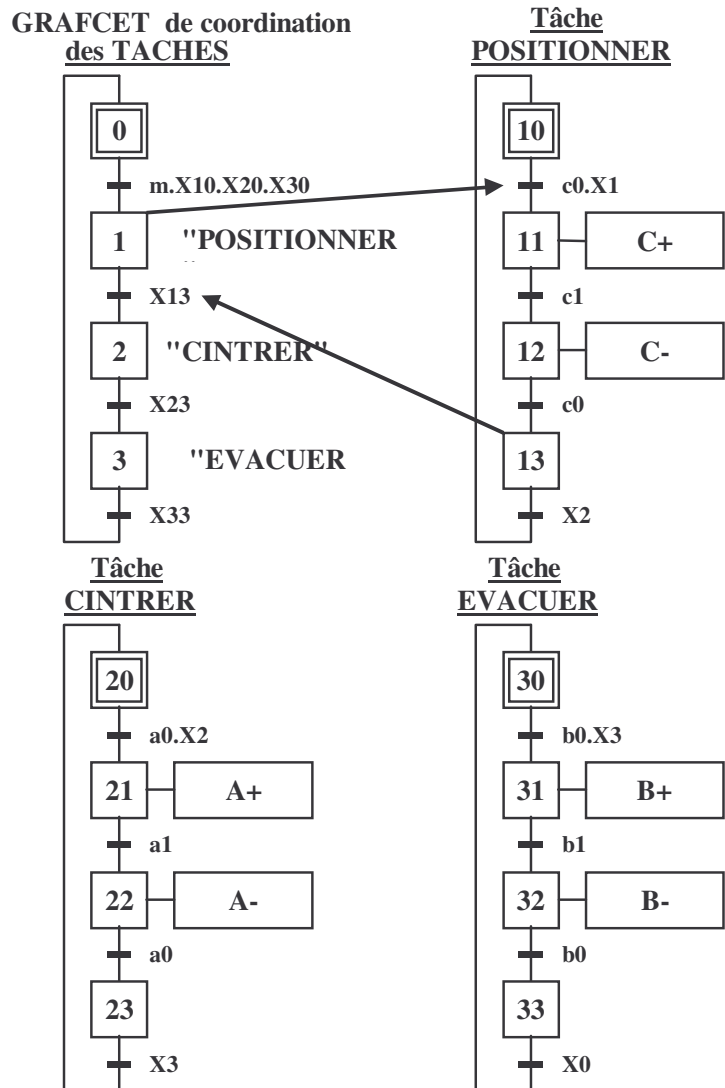 GRAFCET de coordination
des TACHES
0
m.X10.X20.X30
1
"POSITIONNER
"
X13
2
"CINTRER"
X23
3
"EVACUER
X33
Tâche
POSITIONNER
10
c0.X1
11
C+
c1
12
C-
c0
13
X2
Tâche
CINTRER
20
a0.X2
21
A+
a1
22
A-
a0
23
X3
Tâche
EVACUER
30
b0.X3
31
B+
b1
32
B-
b0
33
X0